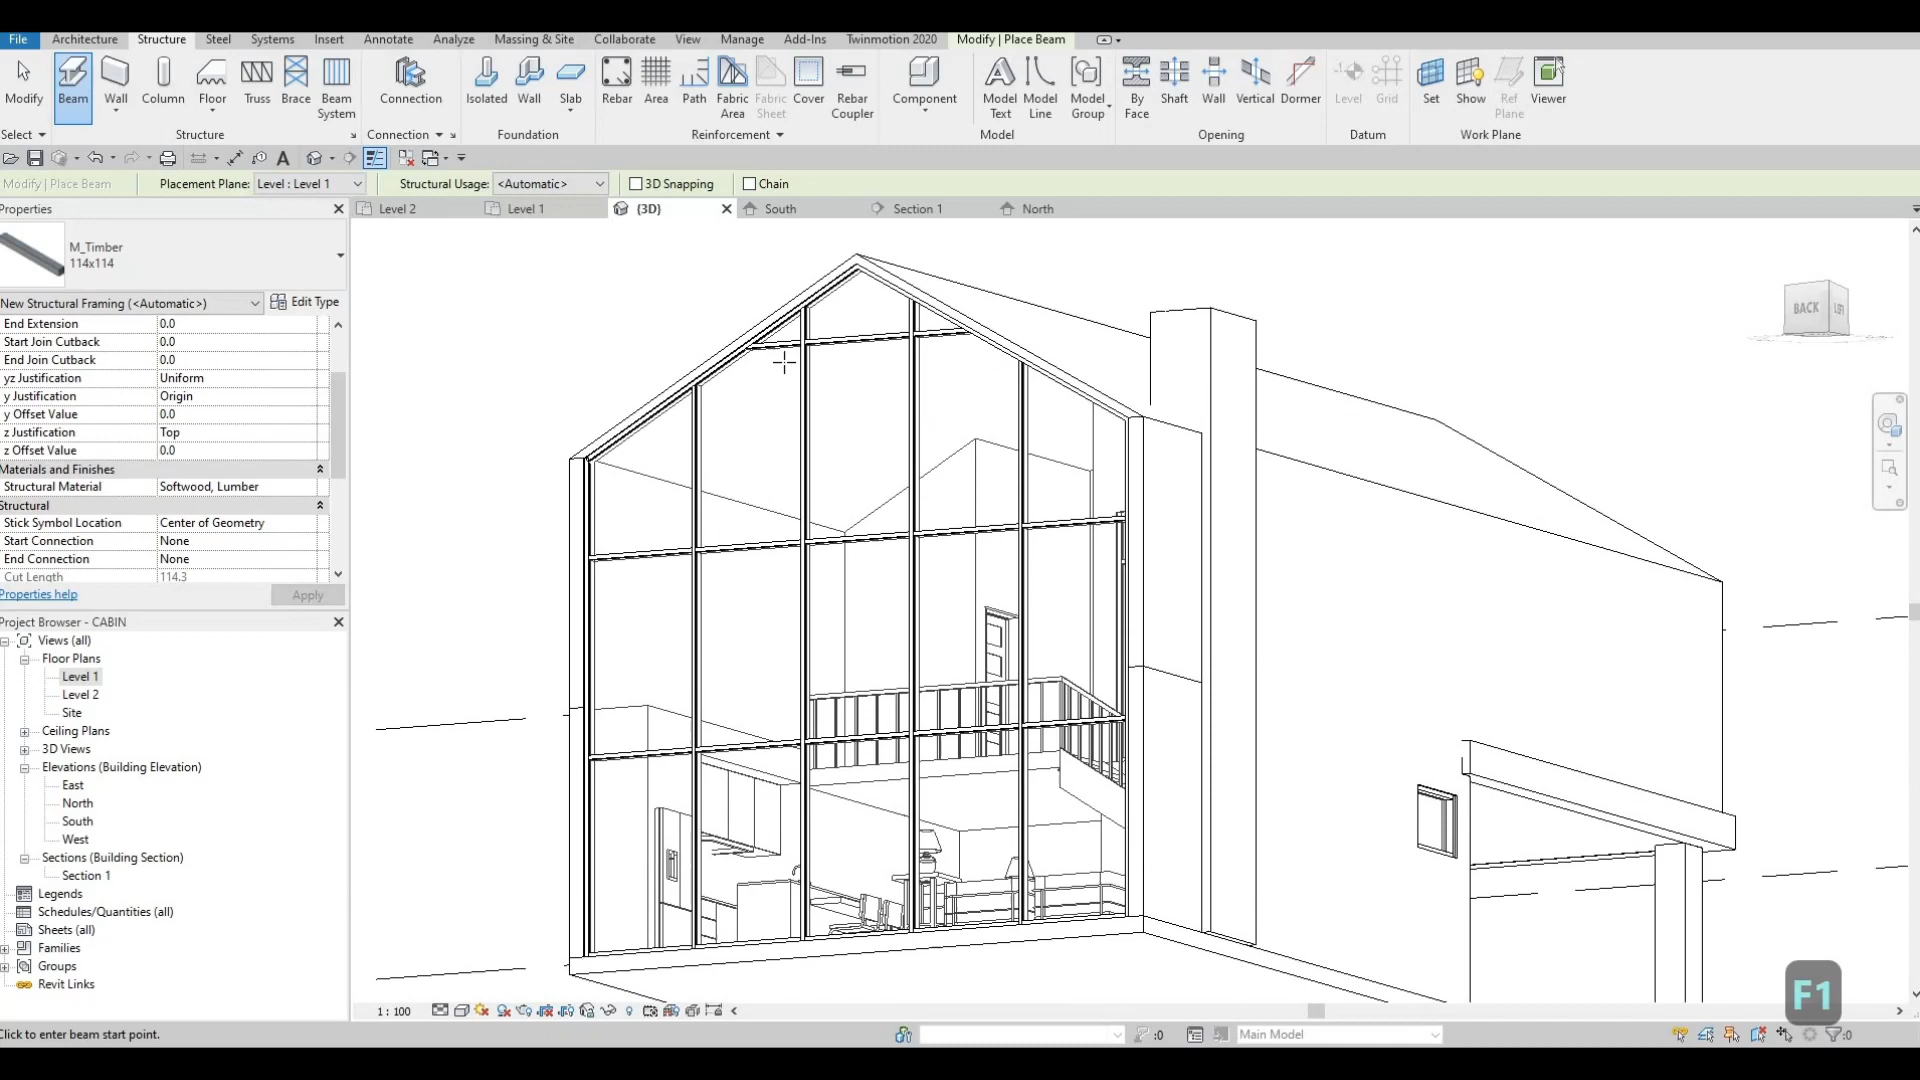 File Architecture Structure Steel Systems Insert Annotate Analyze Massing & Site Collaborate View Manage Add-Ins Twinmotion 2020 Modify | Place Beam
Modify Beam Wall Column Floor Truss Brace Beam System Connection Isolated Wall Slab Rebar Area Path Fabric Area Fabric Sheet Cover Rebar Coupler Component Model Text Model Line Model Group By Face Shaft Wall Vertical Dormer Level Grid Set Show Ref Plane Viewer
Select Structure Connection Foundation Reinforcement Model Opening Datum Work Plane
Modify | Place Beam Placement Plane: Level : Level 1 Structural Usage: <Automatic> 3D Snapping Chain
Properties
Level 2 Level 1 {3D} South Section 1 North
M_Timber
114x114
New Structural Framing (<Automatic>) Edit Type
End Extension 0.0
Start Join Cutback 0.0
End Join Cutback 0.0
yz Justification Uniform
y Justification Origin
y Offset Value 0.0
z Justification Top
z Offset Value 0.0
Materials and Finishes
Structural Material Softwood, Lumber
Structural
Stick Symbol Location Center of Geometry
Start Connection None
End Connection None
Cut Length 114.3
Properties help Apply
Project Browser - CABIN
Views (all)
Floor Plans
Level 1
Level 2
Site
Ceiling Plans
3D Views
Elevations (Building Elevation)
East
North
South
West
Sections (Building Section)
Section 1
Legends
Schedules/Quantities (all)
Sheets (all)
Families
Groups
Revit Links
BACK
F1
1 : 100
Click to enter beam start point. :0 Main Model :0